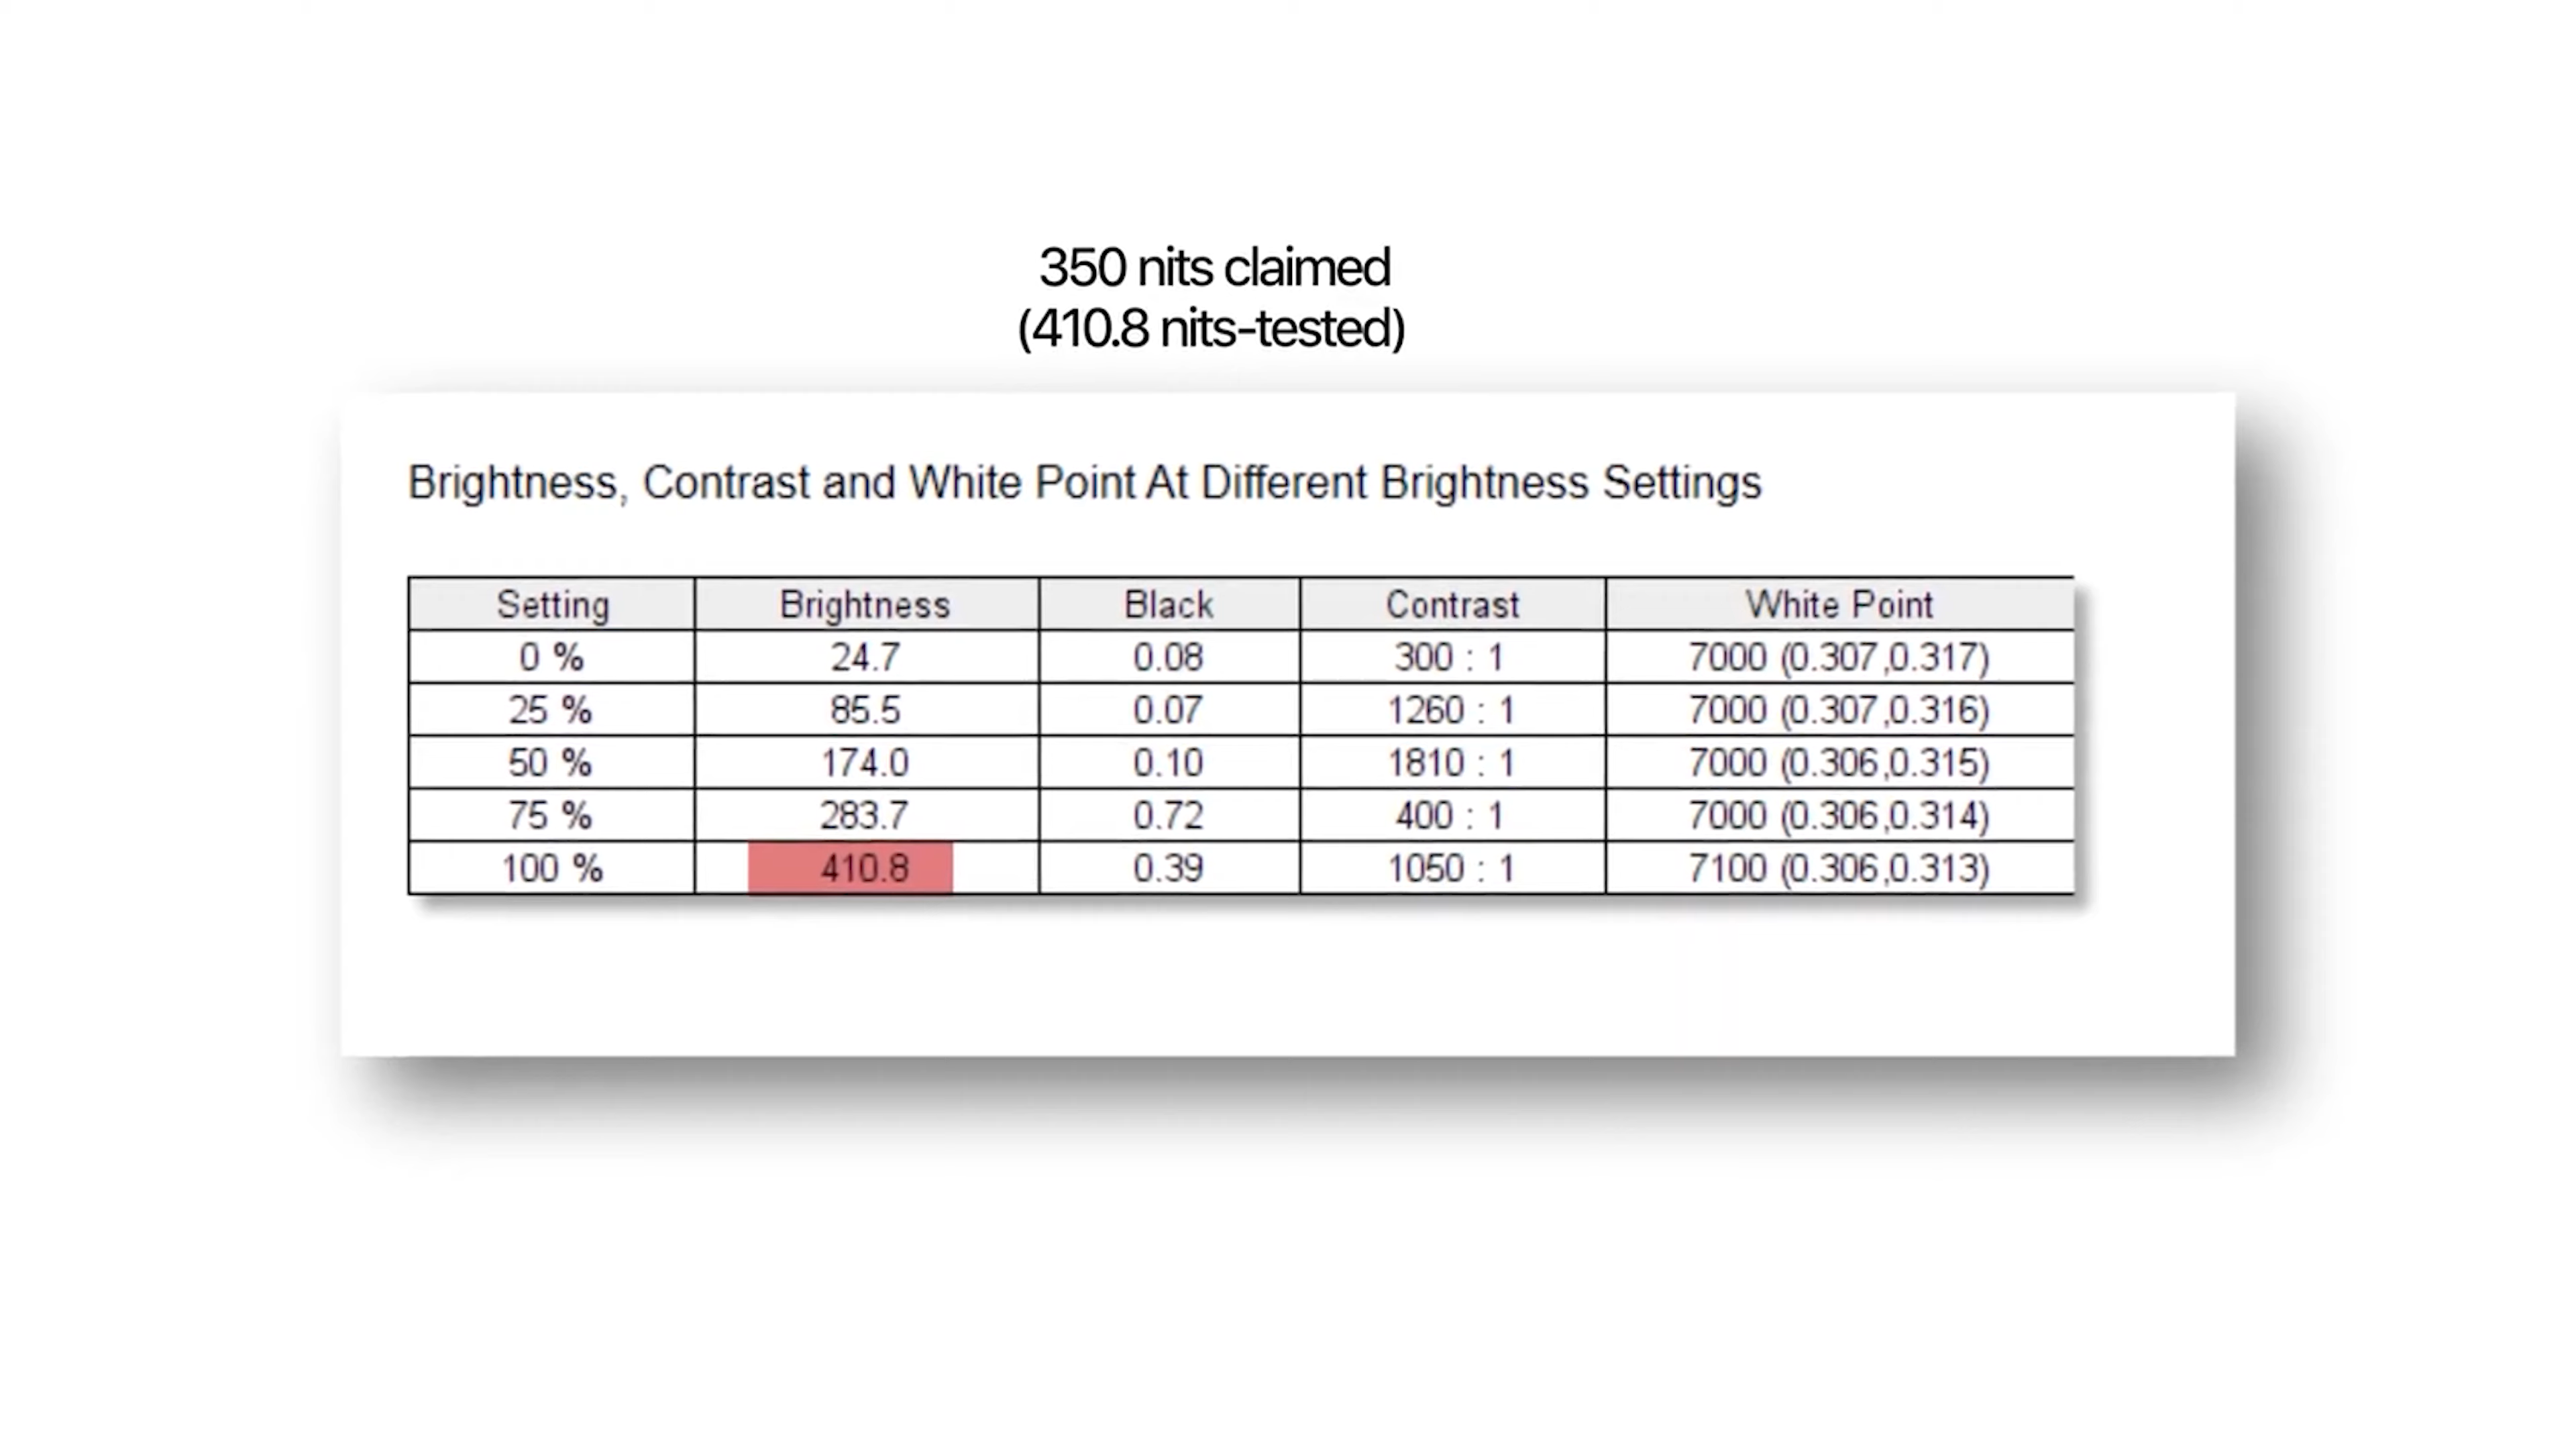 350 nits claimed
(410.8 nits-tested)
Brightness, Contrast and White Point At Different Brightness Settings
Setting Brightness Black Contrast White Point
0 % 24.7 0.08 300 : 1 7000 (0.307,0.317)
25 % 85.5 0.07 1260 : 1 7000 (0.307,0.316)
50 % 174.0 0.10 1810 : 1 7000 (0.306,0.315)
75 % 283.7 0.72 400 : 1 7000 (0.306,0.314)
100 % 410.8 0.39 1050 : 1 7100 (0.306,0.313)